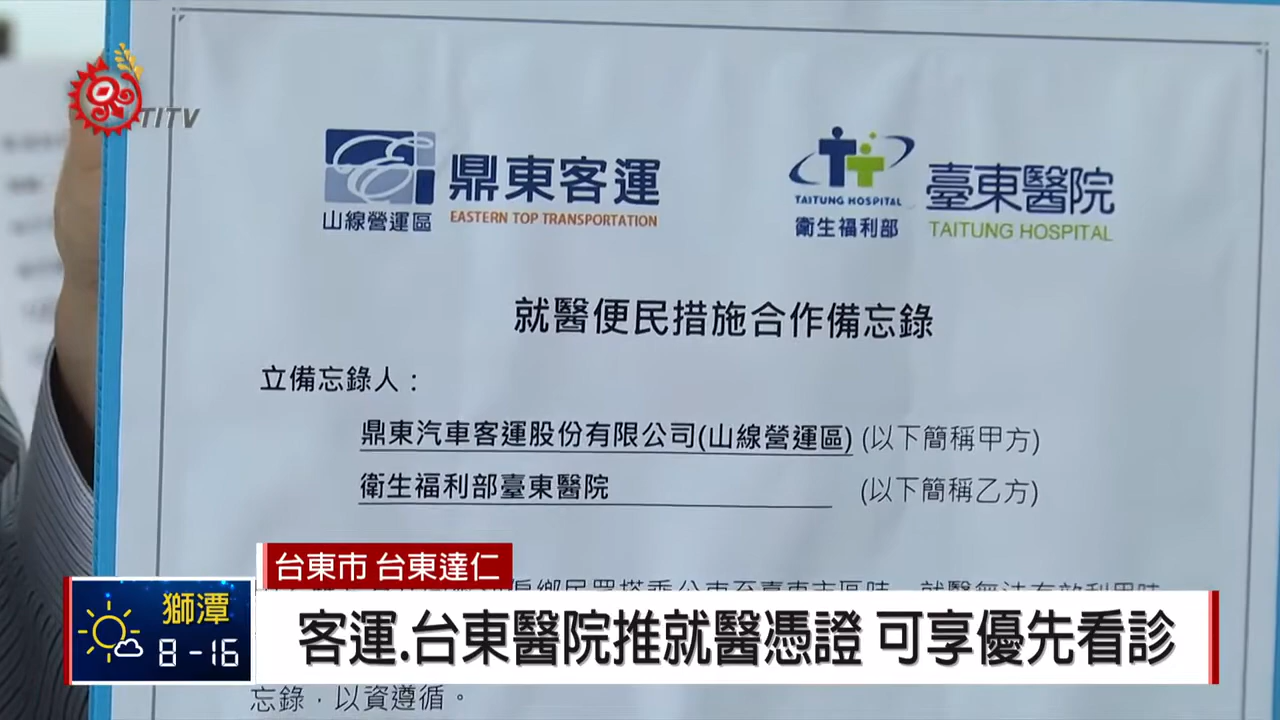 TITV
鼎東客運
EASTERN TOP TRANSPORTATION
山線營運區
TAITUNG HOSPITAL
衛生福利部
臺東醫院
TAITUNG HOSPITAL
就醫便民措施合作備忘錄
立備忘錄人：
鼎東汽車客運股份有限公司(山線營運區) (以下簡稱甲方)
衛生福利部臺東醫院 (以下簡稱乙方)
台東市 台東達仁
客運.台東醫院推就醫憑證 可享優先看診
獅潭
8 -16
忘錄，以資遵循。